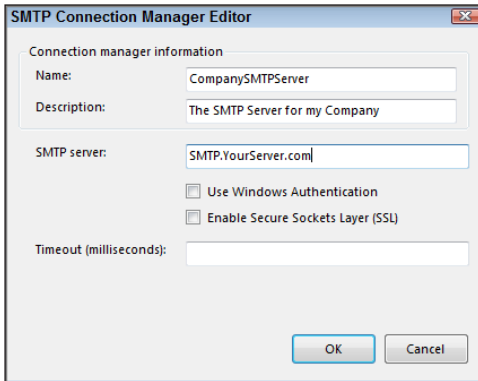 SMTP Connection Manager Editor
Connection manager information
Name: CompanySMTPServer
Description: The SMTP Server for my Company
SMTP server: SMTP.YourServer.com
Use Windows Authentication
Enable Secure Sockets Layer (SSL)
Timeout (milliseconds):
OK Cancel